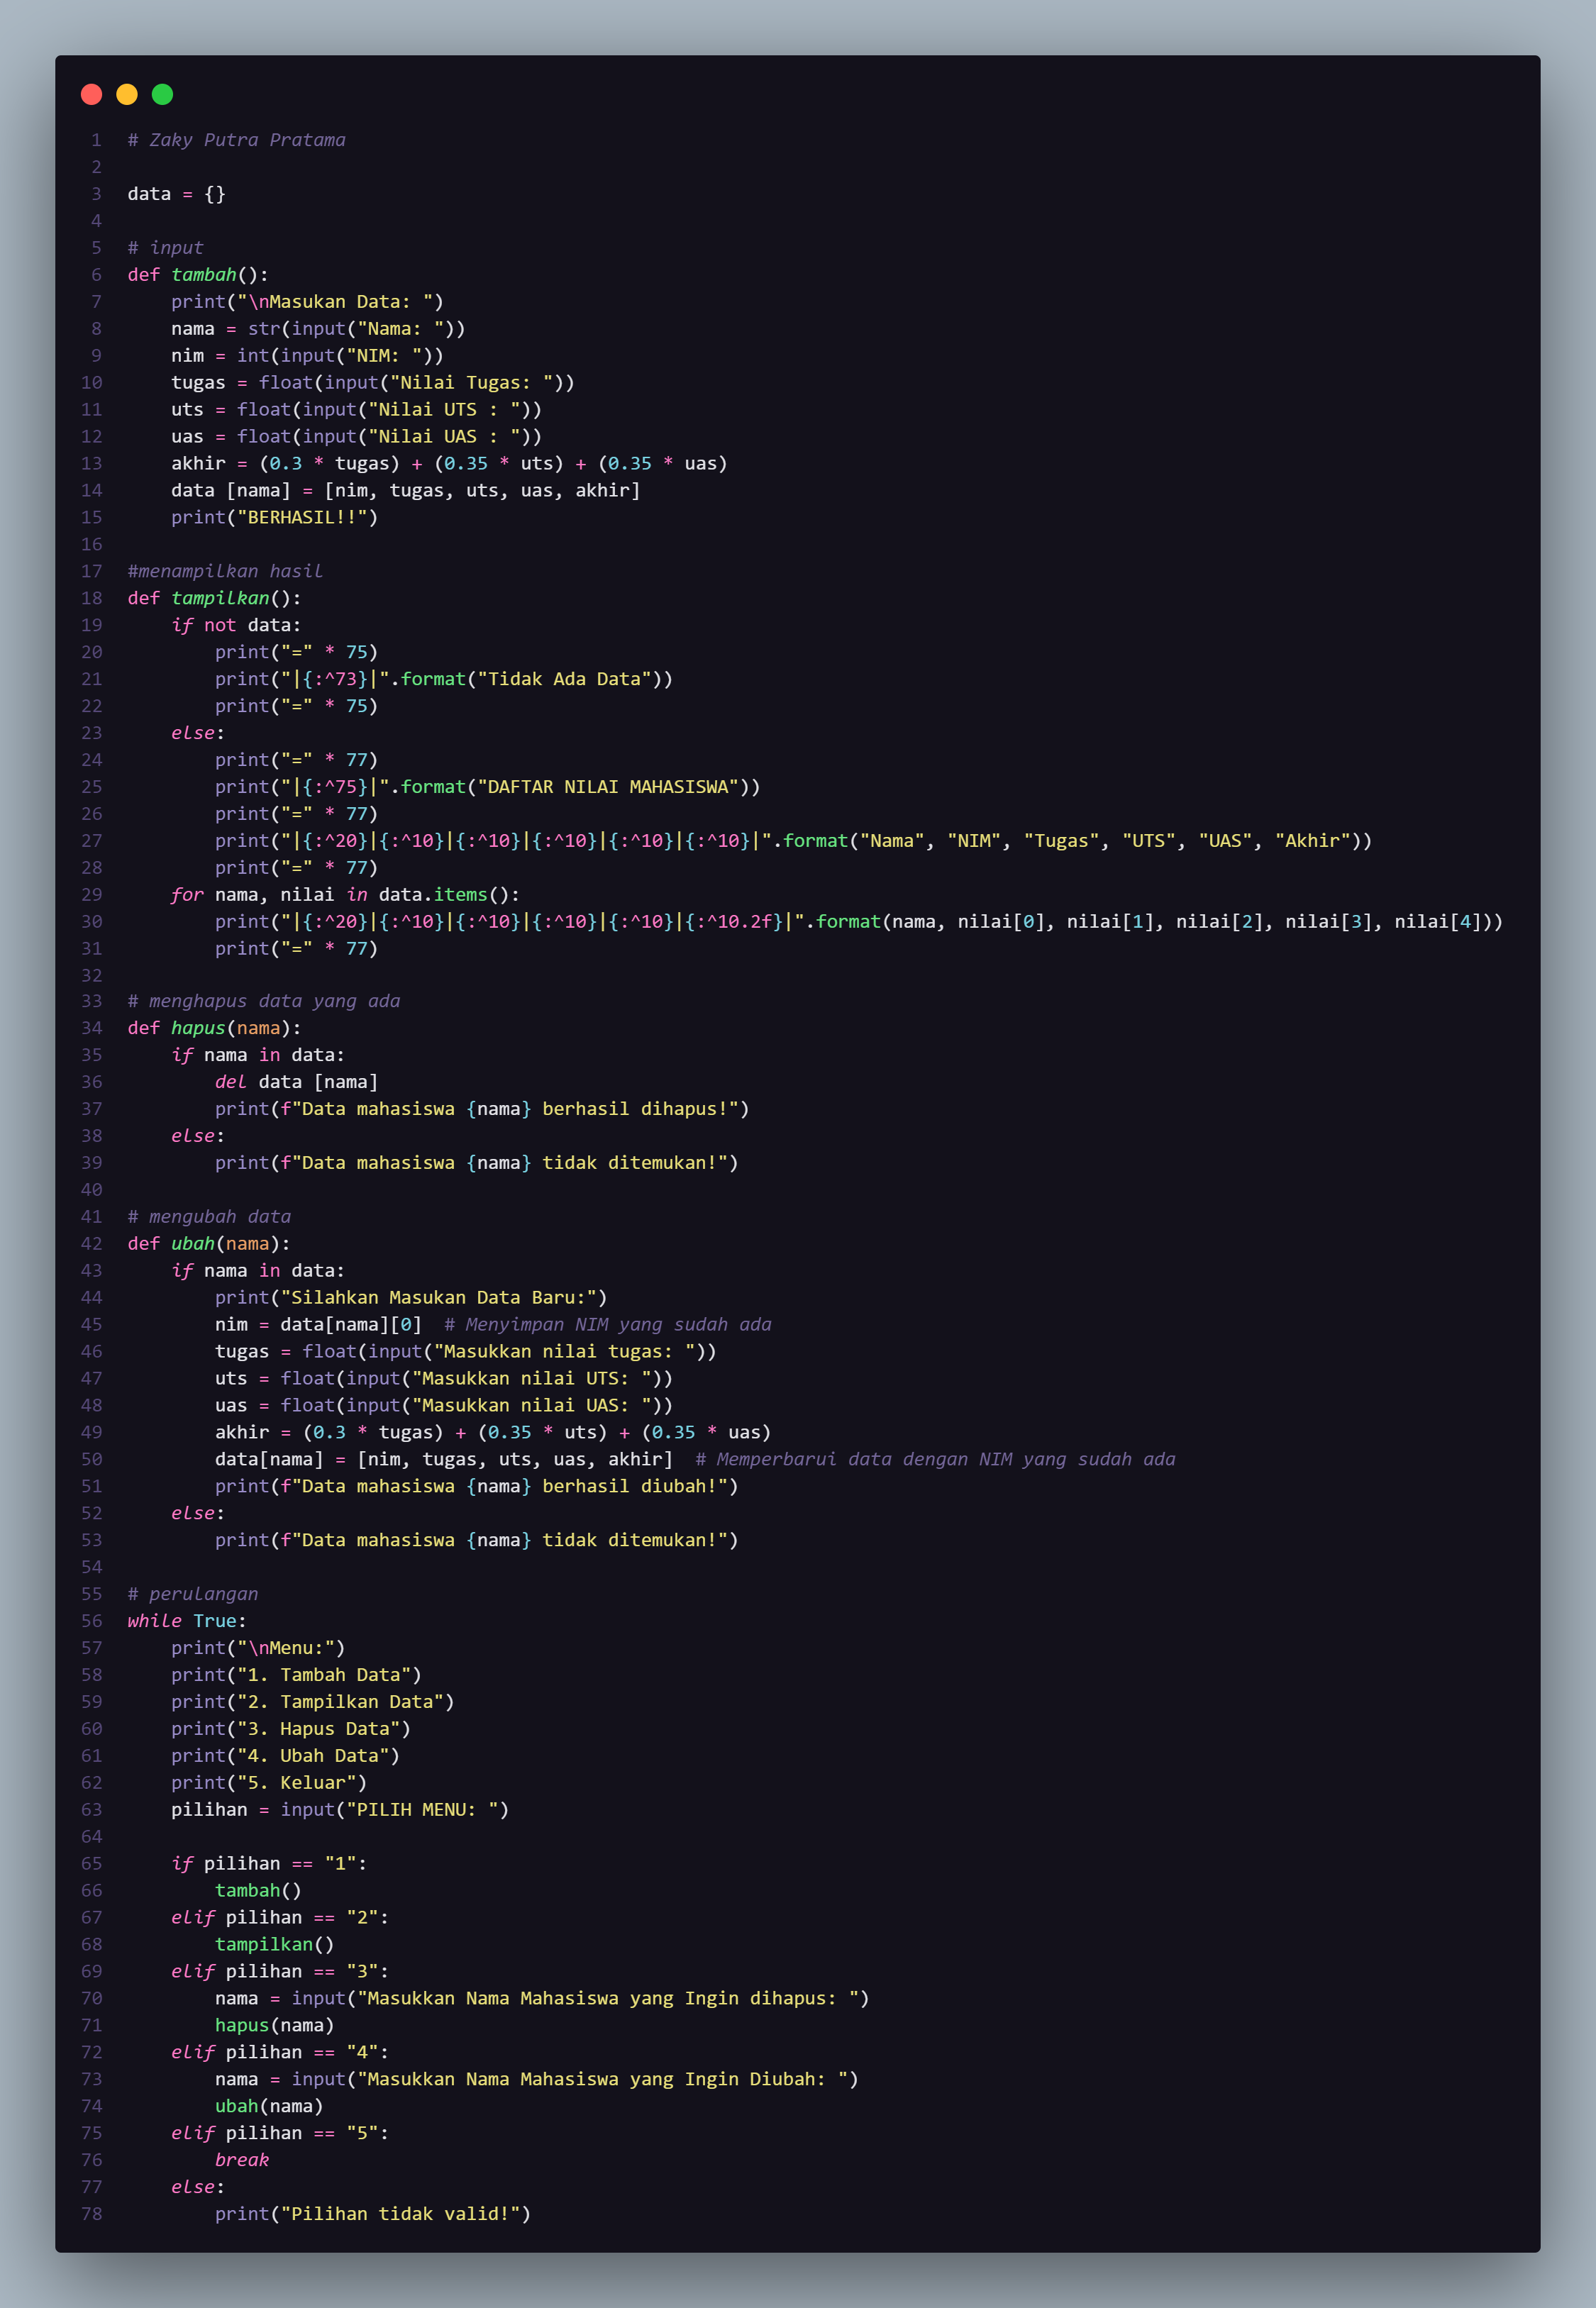 1 # Zaky Putra Pratama
2
3 data = {}
4
5 # input
6 def tambah():
7     print("\nMasukan Data: ")
8     nama = str(input("Nama: "))
9     nim = int(input("NIM: "))
10     tugas = float(input("Nilai Tugas: "))
11     uts = float(input("Nilai UTS : "))
12     uas = float(input("Nilai UAS : "))
13     akhir = (0.3 * tugas) + (0.35 * uts) + (0.35 * uas)
14     data [nama] = [nim, tugas, uts, uas, akhir]
15     print("BERHASIL!!")
16
17 #menampilkan hasil
18 def tampilkan():
19     if not data:
20         print("=" * 75)
21         print("|{:^73}|".format("Tidak Ada Data"))
22         print("=" * 75)
23     else:
24         print("=" * 77)
25         print("|{:^75}|".format("DAFTAR NILAI MAHASISWA"))
26         print("=" * 77)
27         print("|{:^20}|{:^10}|{:^10}|{:^10}|{:^10}|{:^10}|".format("Nama", "NIM", "Tugas", "UTS", "UAS", "Akhir"))
28         print("=" * 77)
29     for nama, nilai in data.items():
30         print("|{:^20}|{:^10}|{:^10}|{:^10}|{:^10}|{:^10.2f}|".format(nama, nilai[0], nilai[1], nilai[2], nilai[3], nilai[4]))
31         print("=" * 77)
32
33 # menghapus data yang ada
34 def hapus(nama):
35     if nama in data:
36         del data [nama]
37         print(f"Data mahasiswa {nama} berhasil dihapus!")
38     else:
39         print(f"Data mahasiswa {nama} tidak ditemukan!")
40
41 # mengubah data
42 def ubah(nama):
43     if nama in data:
44         print("Silahkan Masukan Data Baru:")
45         nim = data[nama][0]  # Menyimpan NIM yang sudah ada
46         tugas = float(input("Masukkan nilai tugas: "))
47         uts = float(input("Masukkan nilai UTS: "))
48         uas = float(input("Masukkan nilai UAS: "))
49         akhir = (0.3 * tugas) + (0.35 * uts) + (0.35 * uas)
50         data[nama] = [nim, tugas, uts, uas, akhir]  # Memperbarui data dengan NIM yang sudah ada
51         print(f"Data mahasiswa {nama} berhasil diubah!")
52     else:
53         print(f"Data mahasiswa {nama} tidak ditemukan!")
54
55 # perulangan
56 while True:
57     print("\nMenu:")
58     print("1. Tambah Data")
59     print("2. Tampilkan Data")
60     print("3. Hapus Data")
61     print("4. Ubah Data")
62     print("5. Keluar")
63     pilihan = input("PILIH MENU: ")
64
65     if pilihan == "1":
66         tambah()
67     elif pilihan == "2":
68         tampilkan()
69     elif pilihan == "3":
70         nama = input("Masukkan Nama Mahasiswa yang Ingin dihapus: ")
71         hapus(nama)
72     elif pilihan == "4":
73         nama = input("Masukkan Nama Mahasiswa yang Ingin Diubah: ")
74         ubah(nama)
75     elif pilihan == "5":
76         break
77     else:
78         print("Pilihan tidak valid!")